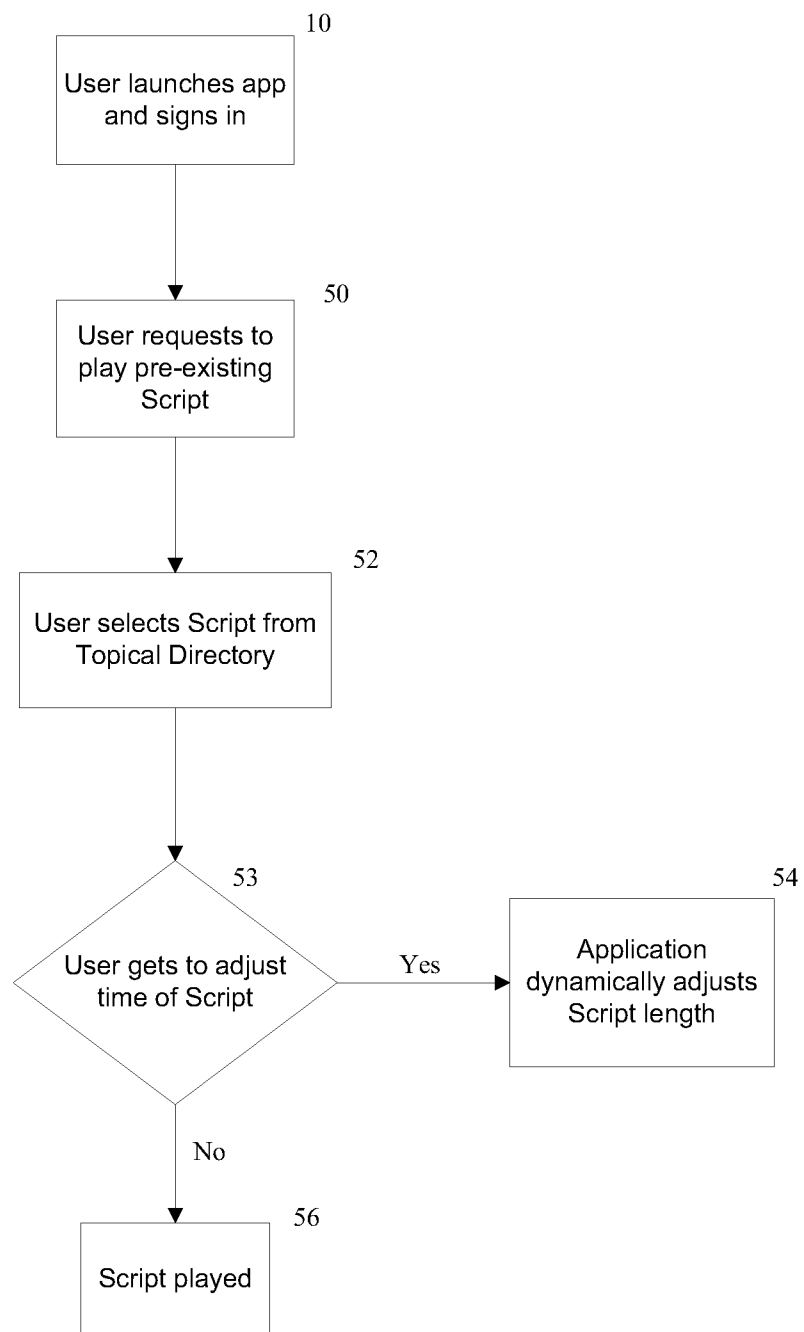 10
User launches app
and signs in
50
User requests to
play pre-existing
Script
52
User selects Script from
Topical Directory
53
User gets to adjust
time of Script
Yes
54
Application
dynamically adjusts
Script length
No
56
Script played